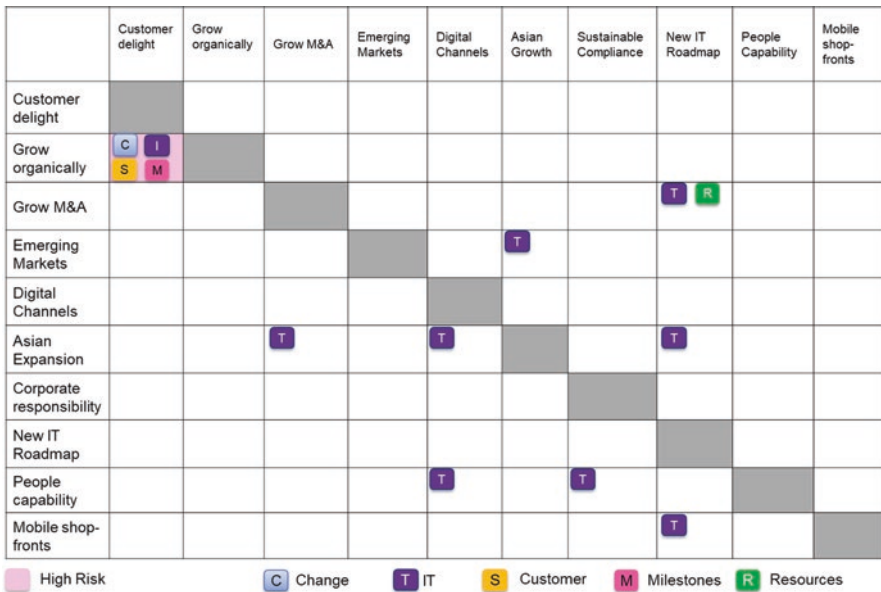 Customer delight
Grow organically
Grow M&A
Emerging Markets
Digital Channels
Asian Growth
Sustainable Compliance
New IT Roadmap
People Capability
Mobile shop-fronts
Customer delight
Grow organically
C I
S M
Grow M&A
T R
Emerging Markets
T
Digital Channels
Asian Expansion
T T T
Corporate responsibility
New IT Roadmap
People capability
T T
Mobile shop-fronts
T
High Risk C Change T IT S Customer M Milestones R Resources